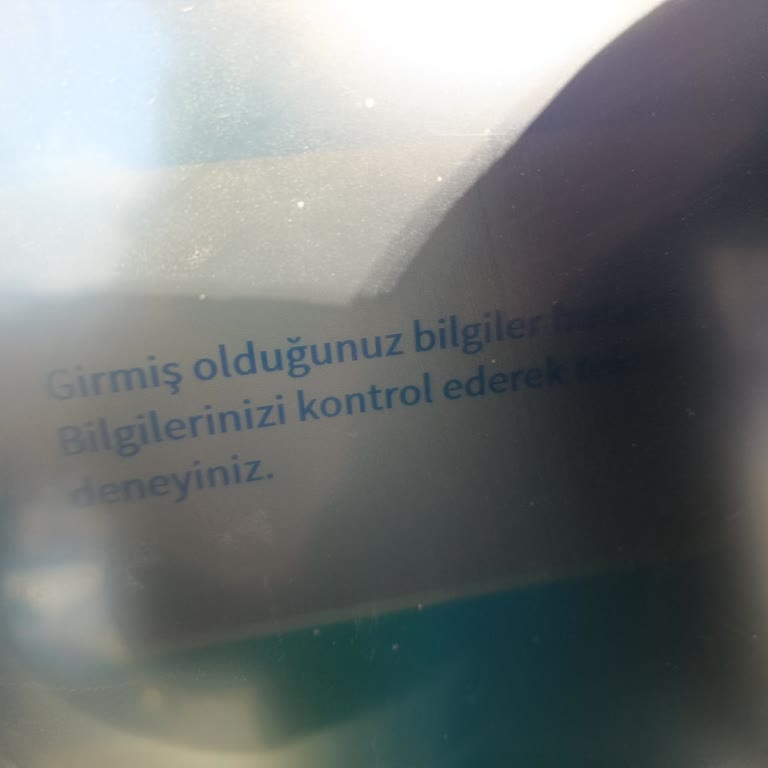 Girmiş olduğunuz bilgiler
Bilgilerinizi kontrol ederek
deneyiniz.